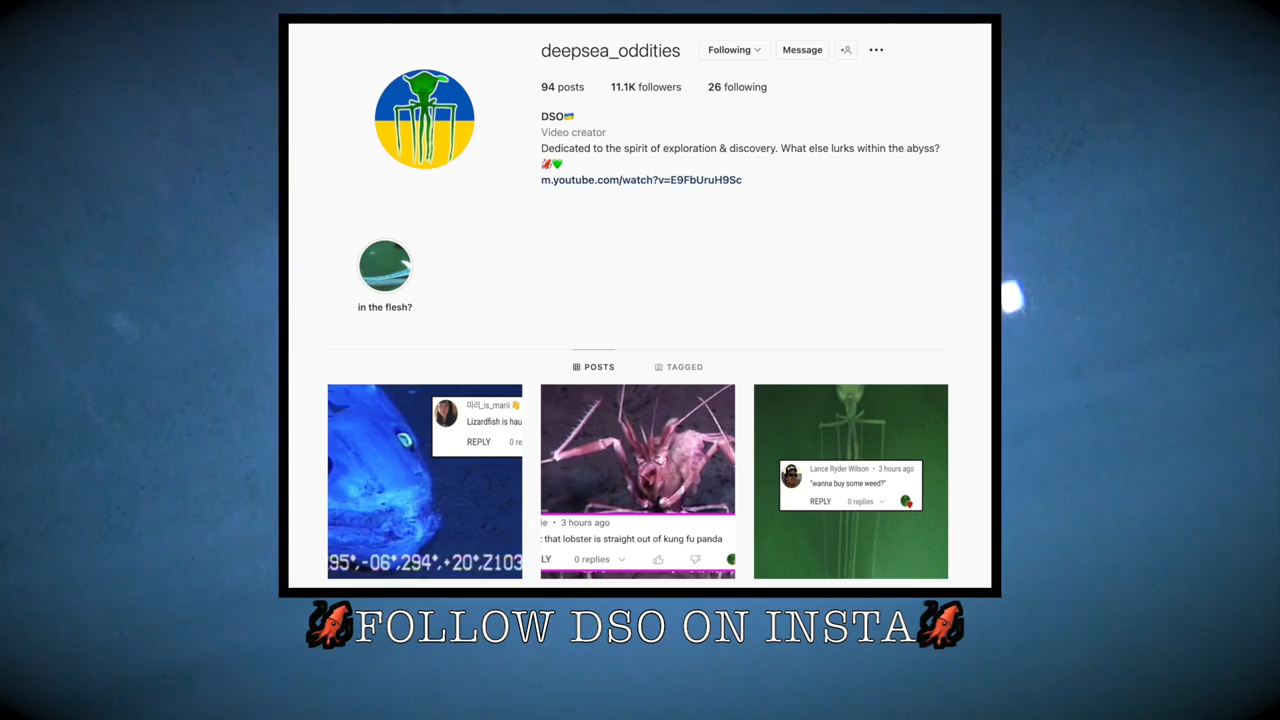 deepsea_oddities Following Message
94 posts 11.1K followers 26 following
DSO🇺🇦
Video creator
Dedicated to the spirit of exploration & discovery. What else lurks within the abyss?
🦑💚
m.youtube.com/watch?v=E9FbUruH9Sc
in the flesh?
POSTS TAGGED
마리_is_marii 👋
Lizardfish is hau
REPLY 0 re
95°,-06°,294°,+20°,Z103
ie • 3 hours ago
: that lobster is straight out of kung fu panda
LY 0 replies
Lance Ryder Wilson • 3 hours ago
"wanna buy some weed?"
REPLY 0 replies
🦑FOLLOW DSO ON INSTA🦑